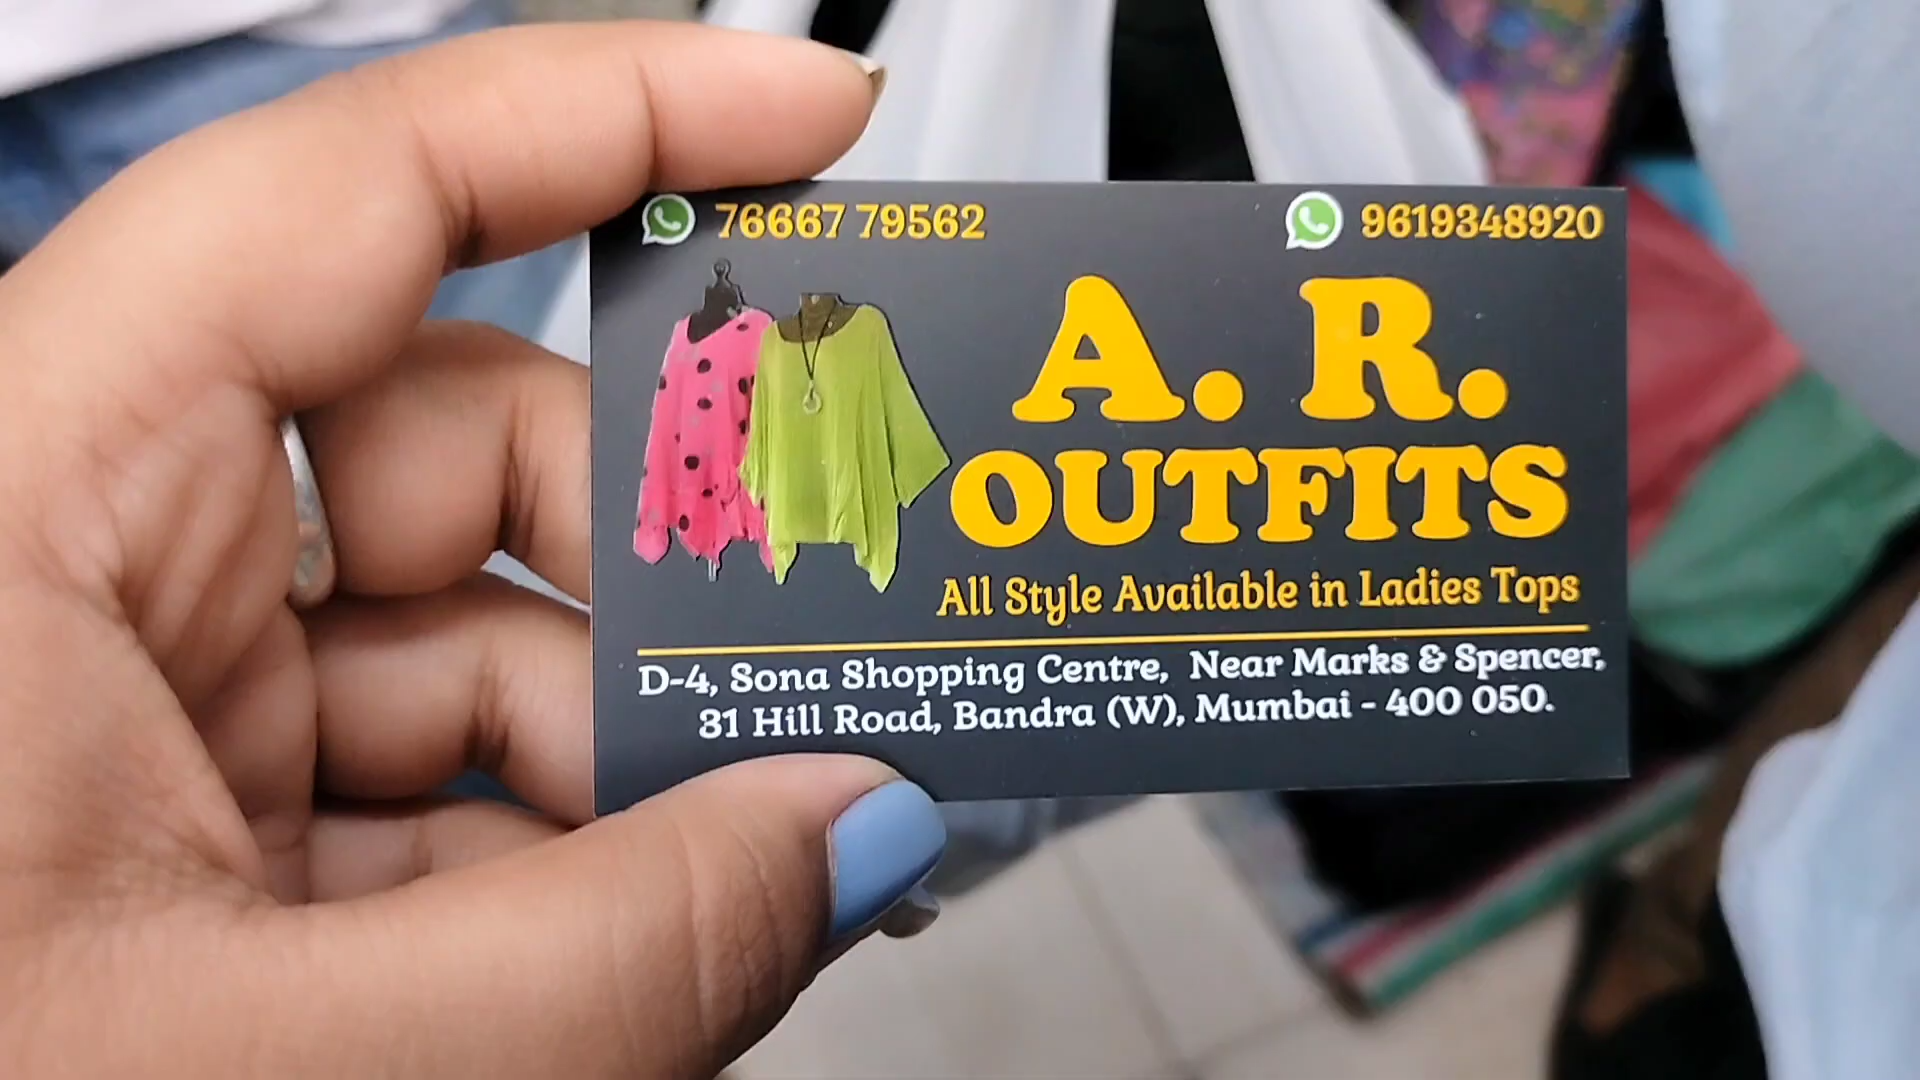 76667 79562
9619348920
A. R.
OUTFITS
All Style Available in Ladies Tops
D-4, Sona Shopping Centre, Near Marks & Spencer,
31 Hill Road, Bandra (W), Mumbai - 400 050.